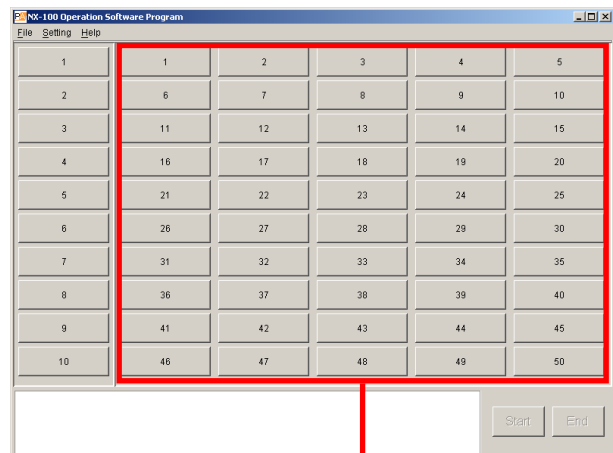 NX-100 Operation Software Program
File Setting Help
1 1 2 3 4 5
2 6 7 8 9 10
3 11 12 13 14 15
4 16 17 18 19 20
5 21 22 23 24 25
6 26 27 28 29 30
7 31 32 33 34 35
8 36 37 38 39 40
9 41 42 43 44 45
10 46 47 48 49 50
Start End